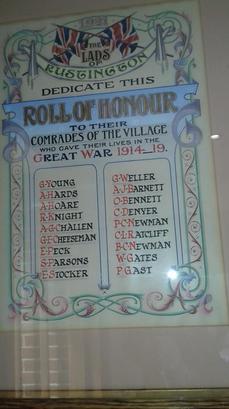 1921
THE
LADS
OF
RUSTINGTON
DEDICATE THIS
ROLL OF HONOUR
TO THEIR
COMRADES OF THE VILLAGE
WHO GAVE THEIR LIVES IN THE
GREAT WAR 1914–19.
G·YOUNG
A·HARDS
A·HOARE
R·KNIGHT
A·G·CHALLEN
G·F·CHEESEMAN
E·PECK
S·PARSONS
F·STOCKER
G·WELLER
A·J·BARNETT
O·BENNETT
C·DENYER
P·C·NEWMAN
O·L·RATCLIFF
B·C·NEWMAN
W·GATES
P·GAST